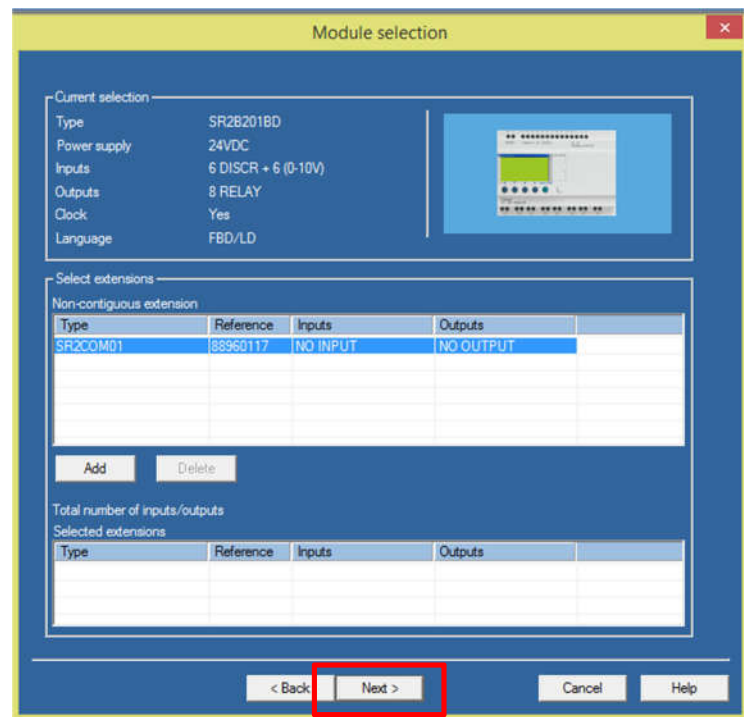 Module selection
Current selection
Type SR2B201BD
Power supply 24VDC
Inputs 6 DISCR + 6 (0-10V)
Outputs 8 RELAY
Clock Yes
Language FBD/LD
Select extensions
Non-contiguous extension
Type Reference Inputs Outputs
SR2COM01 88960117 NO INPUT NO OUTPUT
Add Delete
Total number of inputs/outputs
Selected extensions
Type Reference Inputs Outputs
< Back Next > Cancel Help